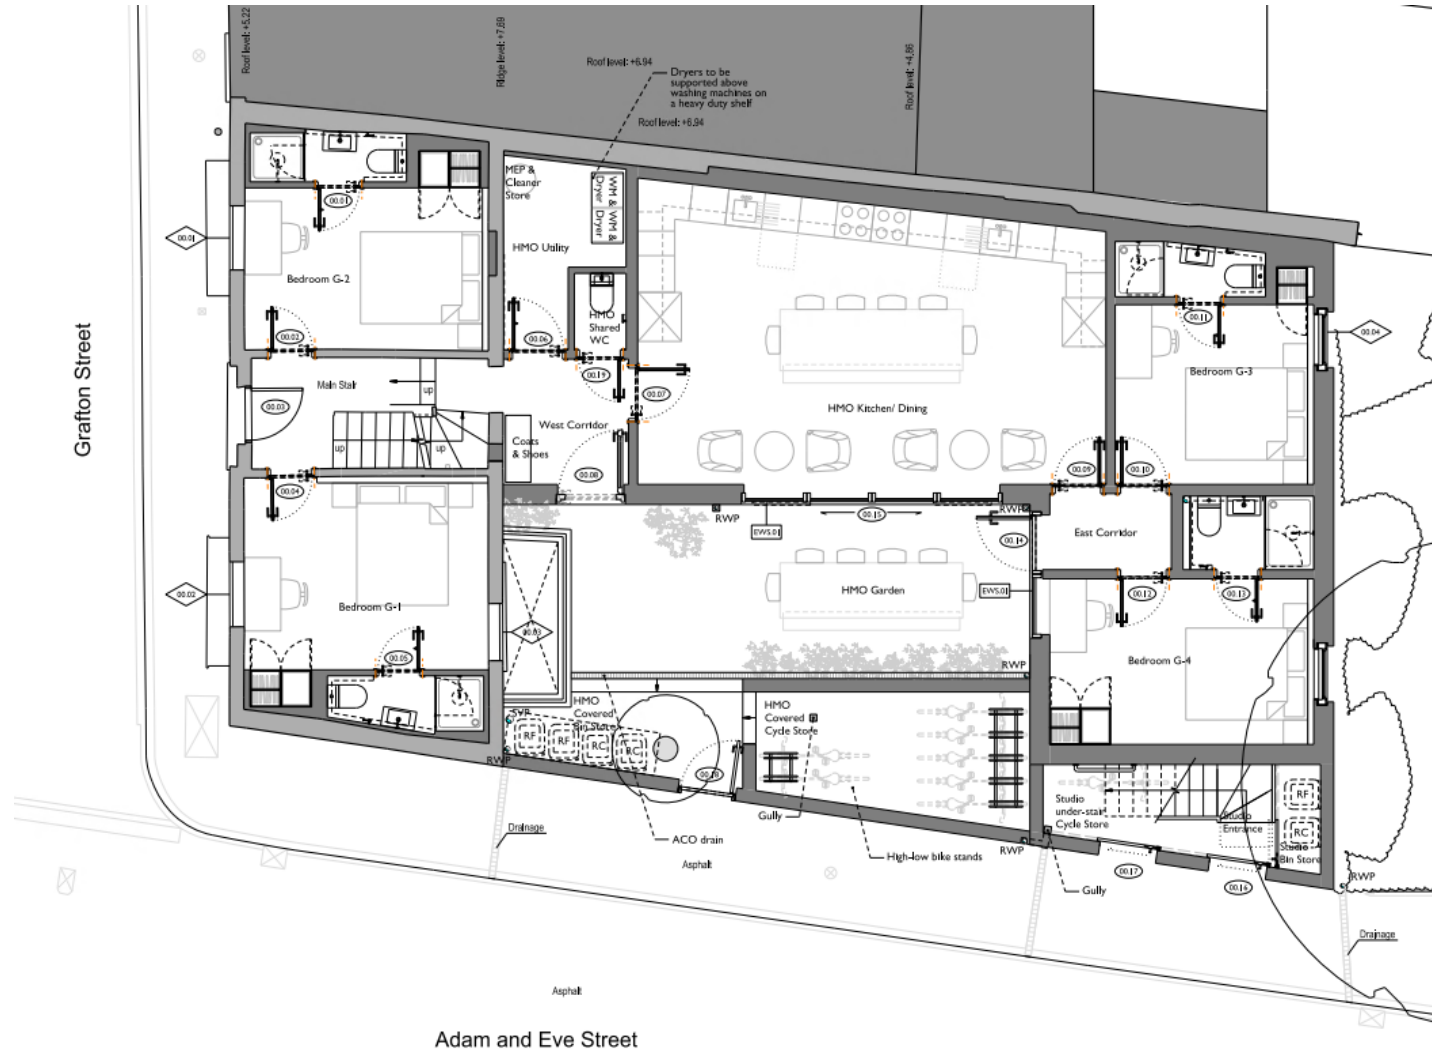 Roof level: +5.22
Ridge level: +7.69
Roof level: +6.94
Roof level: +4.86
Dryers to be
supported above
washing machines on
a heavy duty shelf
Roof level: +6.94
MEP &
Cleaner
Store
WM & WM &
Dryer Dryer
00.01
00.01
HMO Utility
Bedroom G-2
00.02
00.06
HMO
Shared
WC
00.19
00.11
00.04
Grafton Street
Main Stair
up
00.03
00.07
Bedroom G-3
HMO Kitchen/ Dining
West Corridor
up
up
Coats
& Shoes
00.08
00.09
00.10
00.04
RWP
EWS.01
00.15
RWP
00.14
East Corridor
00.02
Bedroom G-1
HMO Garden
EWS.01
00.12
00.13
00.03
00.05
Bedroom G-4
RWP
SVP
HMO
Covered
Bin Store
RF
RF
RC
RC
HMO
Covered
Cycle Store
RWP
00.18
Gully
Studio
under-stair
Cycle Store
Studio
Entrance
RF
RC
Studio
Bin Store
Drainage
ACO drain
Asphalt
High-low bike stands
RWP
00.17
00.16
Gully
RWP
Drainage
Asphalt
Adam and Eve Street